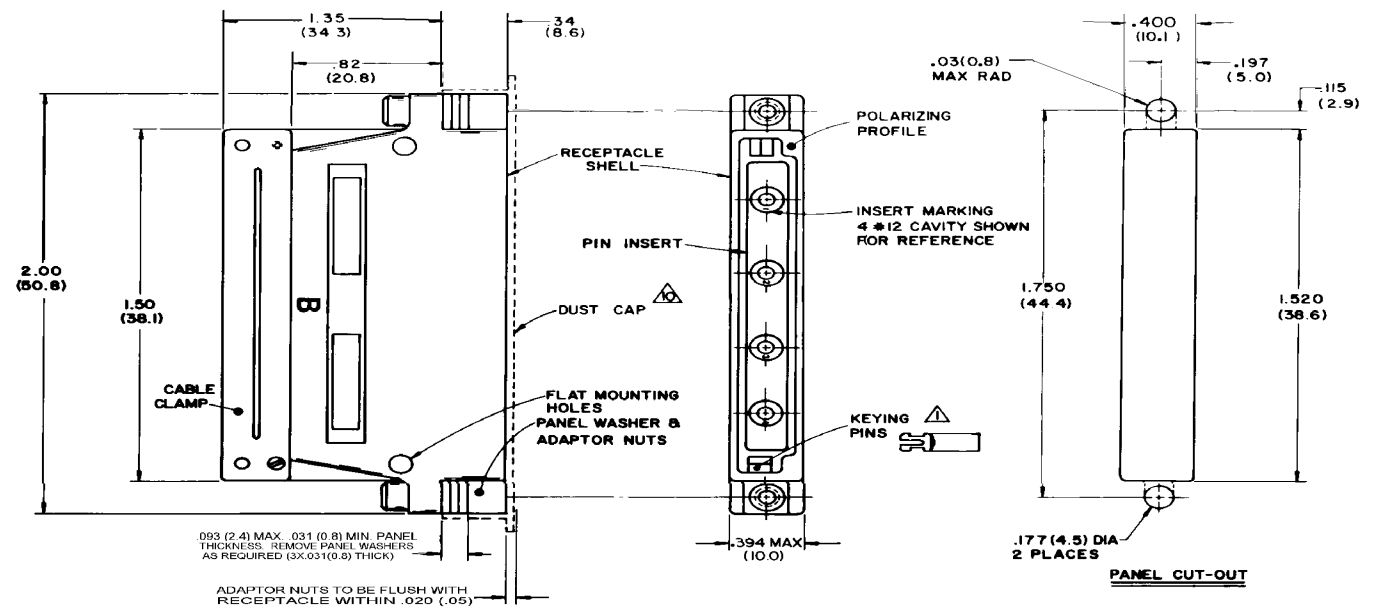 1.35
(34.3)
.34
(8.6)
.82
(20.8)
2.00
(50.8)
1.50
(38.1)
B
CABLE
CLAMP
RECEPTACLE
SHELL
PIN INSERT
DUST CAP 10
FLAT MOUNTING
HOLES
PANEL WASHER &
ADAPTOR NUTS
.093 (2.4) MAX. .031 (0.8) MIN. PANEL
THICKNESS. REMOVE PANEL WASHERS
AS REQUIRED (3X.031(0.8) THICK)
ADAPTOR NUTS TO BE FLUSH WITH
RECEPTACLE WITHIN .020 (.05)
POLARIZING
PROFILE
INSERT MARKING
4 #12 CAVITY SHOWN
FOR REFERENCE
KEYING 1
PINS
.394 MAX
(10.0)
.400
(10.1)
.03(0.8)
MAX RAD
.197
(5.0)
.115
(2.9)
1.750
(44.4)
1.520
(38.6)
.177(4.5) DIA
2 PLACES
PANEL CUT-OUT